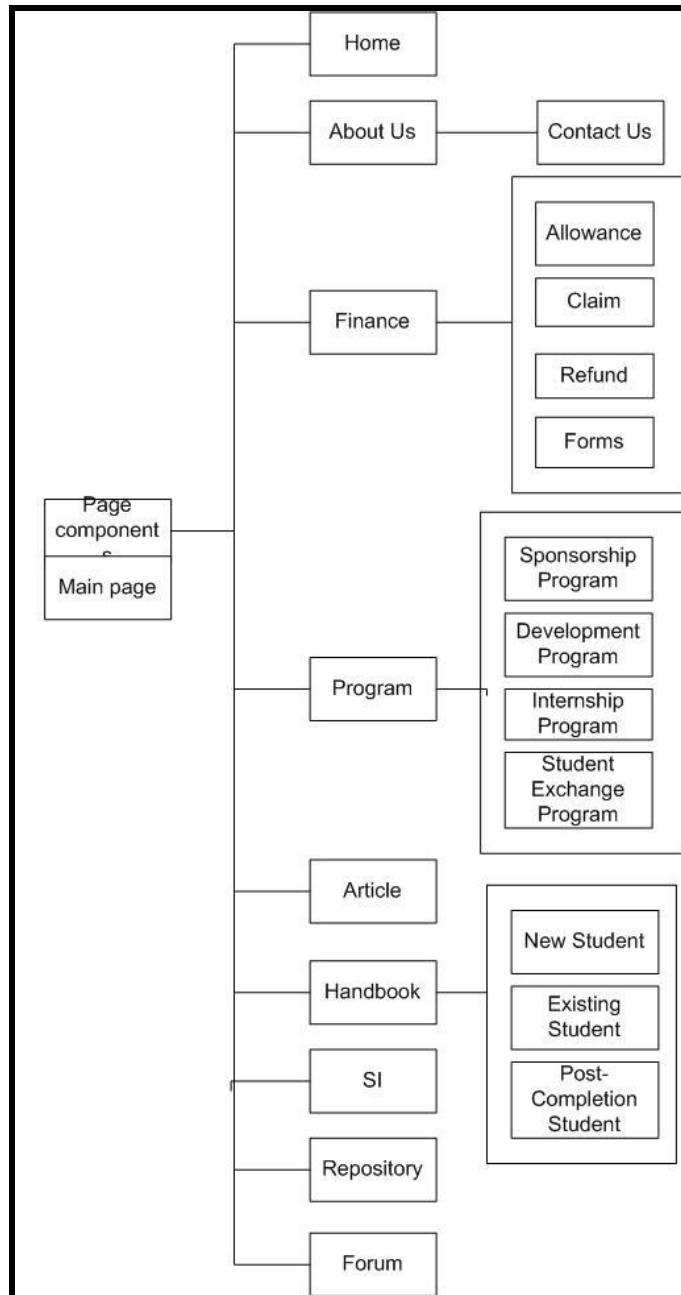 Home
About Us
Contact Us
Allowance
Claim
Finance
Refund
Forms
Page
component
s
Main page
Sponsorship
Program
Development
Program
Program
Internship
Program
Student
Exchange
Program
Article
New Student
Handbook
Existing
Student
SI
Post-
Completion
Student
Repository
Forum